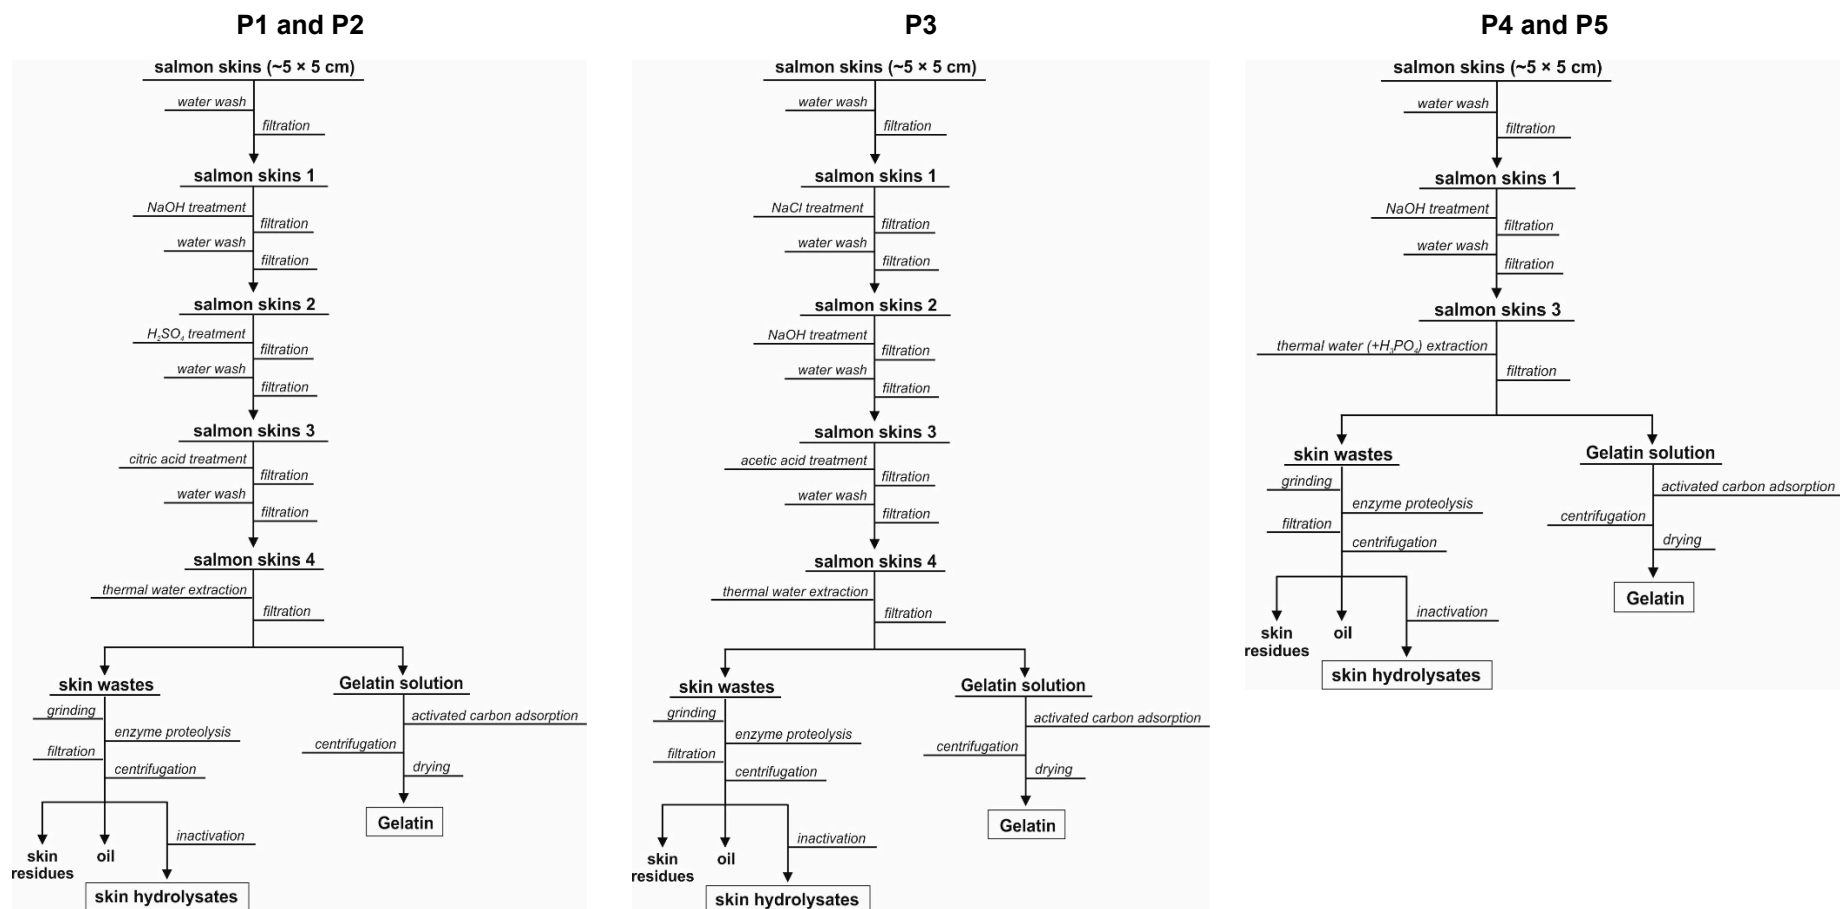 P1 and P2
salmon skins (~5 × 5 cm)
water wash
filtration
salmon skins 1
NaOH treatment
filtration
water wash
filtration
salmon skins 2
H₂SO₄ treatment
filtration
water wash
filtration
salmon skins 3
citric acid treatment
filtration
water wash
filtration
salmon skins 4
thermal water extraction
filtration
skin wastes
grinding
enzyme proteolysis
filtration
centrifugation
skin
residues
oil
inactivation
skin hydrolysates
Gelatin solution
activated carbon adsorption
centrifugation
drying
Gelatin
P3
salmon skins (~5 × 5 cm)
water wash
filtration
salmon skins 1
NaCl treatment
filtration
water wash
filtration
salmon skins 2
NaOH treatment
filtration
water wash
filtration
salmon skins 3
acetic acid treatment
filtration
water wash
filtration
salmon skins 4
thermal water extraction
filtration
skin wastes
grinding
enzyme proteolysis
filtration
centrifugation
skin
residues
oil
inactivation
skin hydrolysates
Gelatin solution
activated carbon adsorption
centrifugation
drying
Gelatin
P4 and P5
salmon skins (~5 × 5 cm)
water wash
filtration
salmon skins 1
NaOH treatment
filtration
water wash
filtration
salmon skins 3
thermal water (+H₃PO₄) extraction
filtration
skin wastes
grinding
enzyme proteolysis
filtration
centrifugation
skin
residues
oil
inactivation
skin hydrolysates
Gelatin solution
activated carbon adsorption
centrifugation
drying
Gelatin